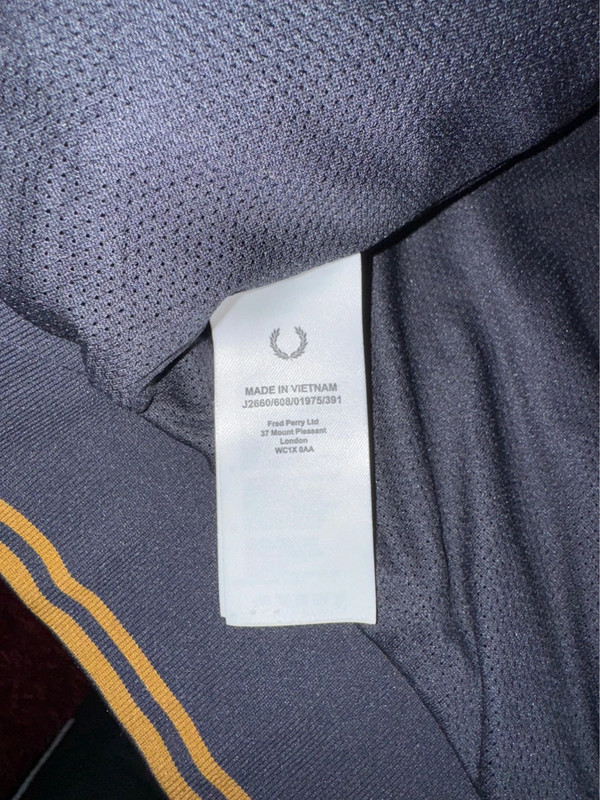 MADE IN VIETNAM
J2660/608/01975/391
Fred Perry Ltd
37 Mount Pleasant
London
WC1X 0AA